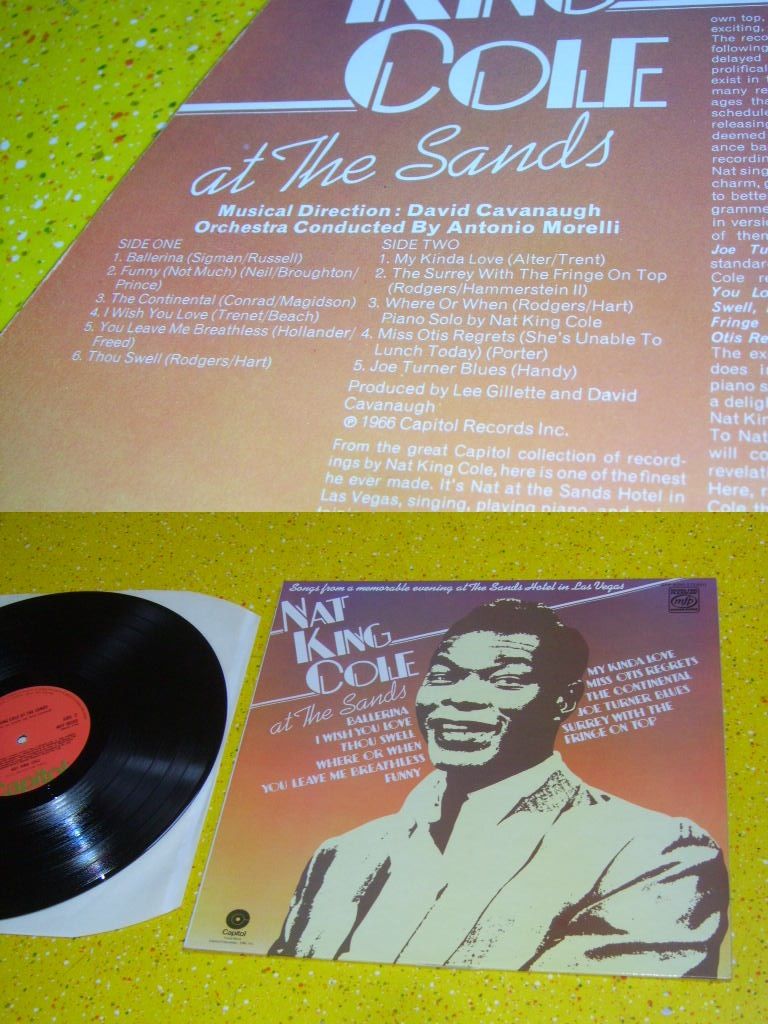 KING
COLE
at The Sands
Musical Direction : David Cavanaugh
Orchestra Conducted By Antonio Morelli
SIDE ONE
1. Ballerina (Sigman/Russell)
2. Funny (Not Much) (Neil/Broughton/
Prince)
3. The Continental (Conrad/Magidson)
4. I Wish You Love (Trenet/Beach)
5. You Leave Me Breathless (Hollander/
Freed)
6. Thou Swell (Rodgers/Hart)
SIDE TWO
1. My Kinda Love (Alter/Trent)
2. The Surrey With The Fringe On Top
(Rodgers/Hammerstein II)
3. Where Or When (Rodgers/Hart)
Piano Solo by Nat King Cole
4. Miss Otis Regrets (She's Unable To
Lunch Today) (Porter)
5. Joe Turner Blues (Handy)
Produced by Lee Gillette and David
Cavanaugh
℗ 1966 Capitol Records Inc.
From the great Capitol collection of record-
ings by Nat King Cole, here is one of the finest
he ever made. It's Nat at the Sands Hotel in
Las Vegas, singing, playing piano, and
own top,
exciting,
The reco
following
delayed
prolifical
exist in t
many re
ages tha
schedule
releasing
deemed
ance ba
recordin
Nat sing
charm, g
to bette
gramme
in versio
of them
Joe Tu
standar
Cole re
You Lo
Swell,
Fringe
Otis Re
The ex
does i
piano s
a delig
Nat Kin
To Nat
will co
revelat
Here, r
Cole th
Songs from a memorable evening at The Sands Hotel in Las Vegas
NAT
KING
COLE
at The Sands
BALLERINA
I WISH YOU LOVE
THOU SWELL
WHERE OR WHEN
YOU LEAVE ME BREATHLESS
FUNNY
mfp
MY KINDA LOVE
MISS OTIS REGRETS
THE CONTINENTAL
JOE TURNER BLUES
SURREY WITH THE
FRINGE ON TOP
Capitol